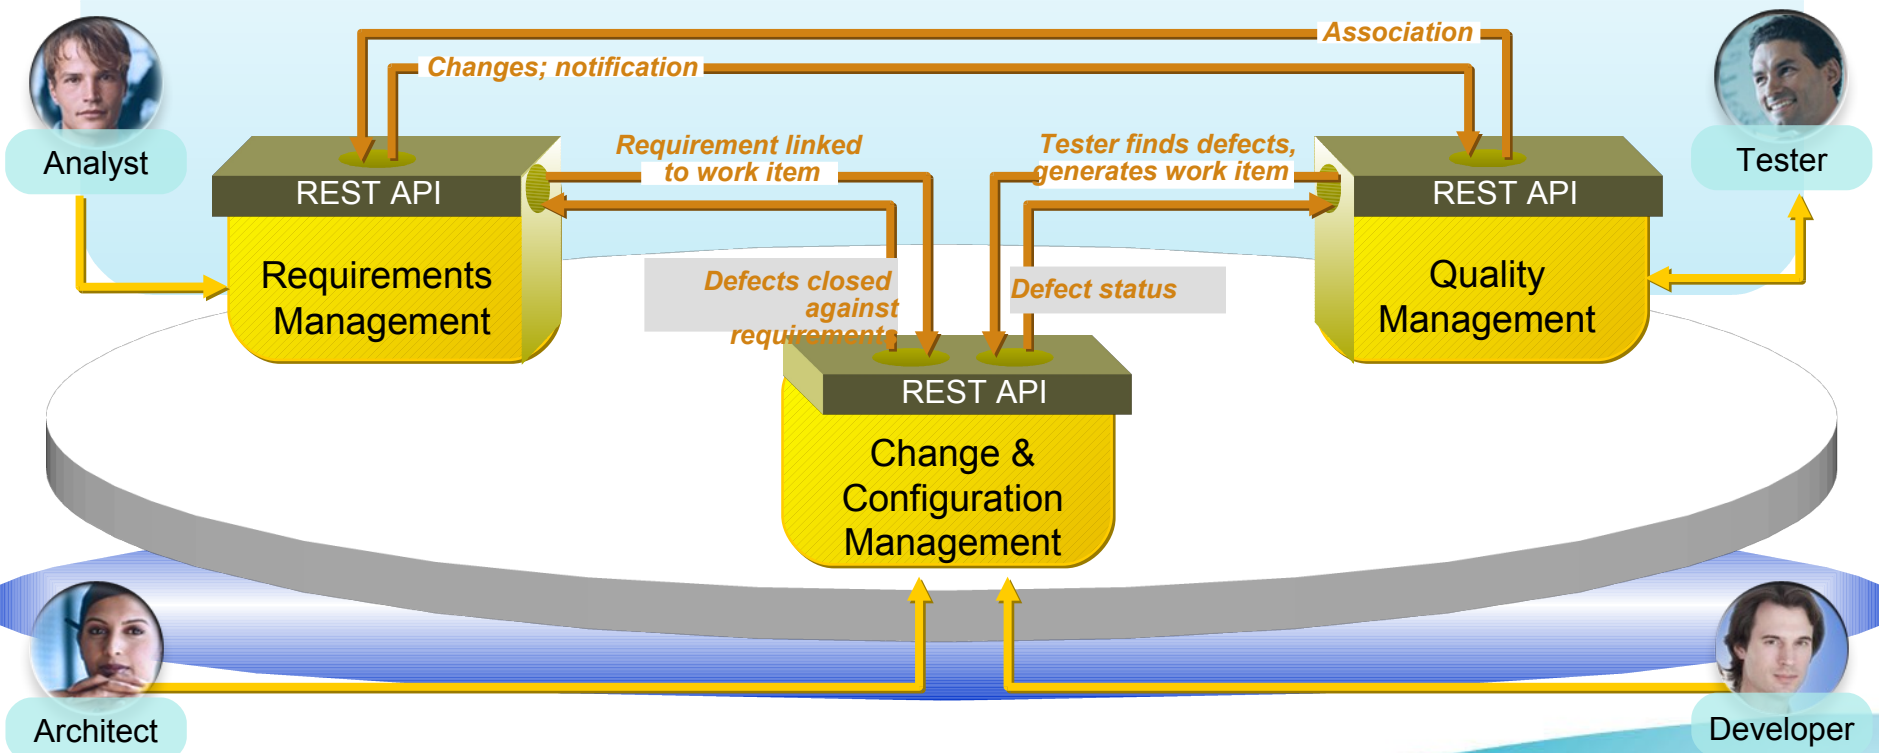 Association
Changes; notification
Analyst
Tester
Requirement linked
to work item
Tester finds defects,
generates work item
REST API
REST API
Requirements
Management
Defects closed
against
requirements
Defect status
Quality
Management
REST API
Change &
Configuration
Management
Architect
Developer